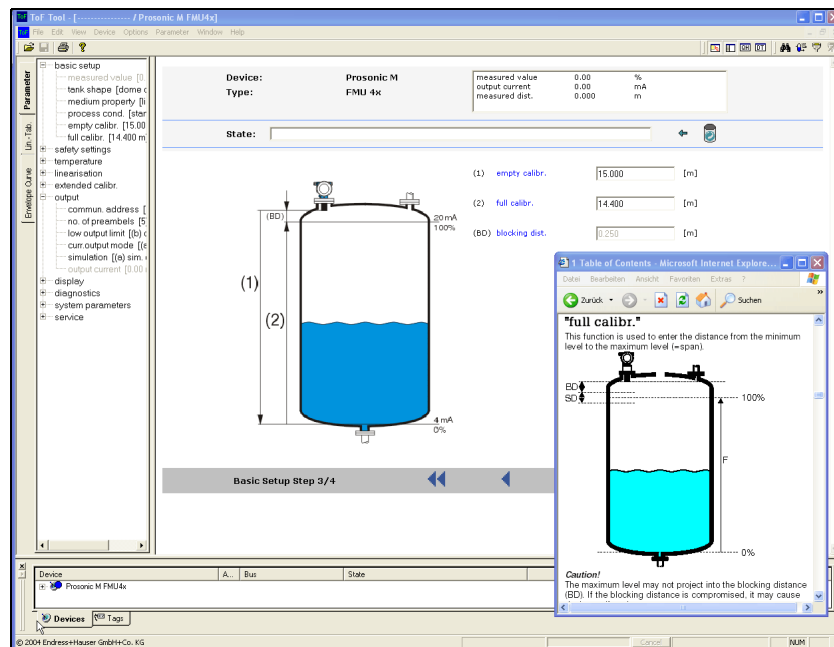 ToF Tool - [---------------- / Prosonic M FMU4x]
File Edit View Device Options Parameter Window Help
Parameter
Lin.-Tab.
Envelope Curve
basic setup
measured value [0.
tank shape [dome c
medium property [li
process cond. [stan
empty calibr. [15.00
full calibr. [14.400 m
safety settings
temperature
linearisation
extended calibr.
output
commun. address [
no. of preambels [5
low output limit [(b) c
curr.output mode [(a
simulation [(a) sim.
output current [0.00
display
diagnostics
system parameters
service
Device: Prosonic M
Type: FMU 4x
measured value 0.00 %
output current 0.00 mA
measured dist. 0.000 m
State:
(1) empty calibr. 15.000 [m]
(2) full calibr. 14.400 [m]
(BD) blocking dist. 0.250 [m]
(BD)
20 mA
100%
(1)
(2)
4 mA
0%
Basic Setup Step 3/4
1 Table of Contents - Microsoft Internet Explore...
Datei Bearbeiten Ansicht Favoriten Extras ?
Zurück Suchen
"full calibr."
This function is used to enter the distance from the minimum
level to the maximum level (=span).
BD
SD
100%
F
0%
Caution!
The maximum level may not project into the blocking distance
(BD). If the blocking distance is compromised, it may cause
Device A... Bus State
Prosonic M FMU4x
Devices Tags
© 2004 Endress+Hauser GmbH+Co. KG
Cancel
NUM